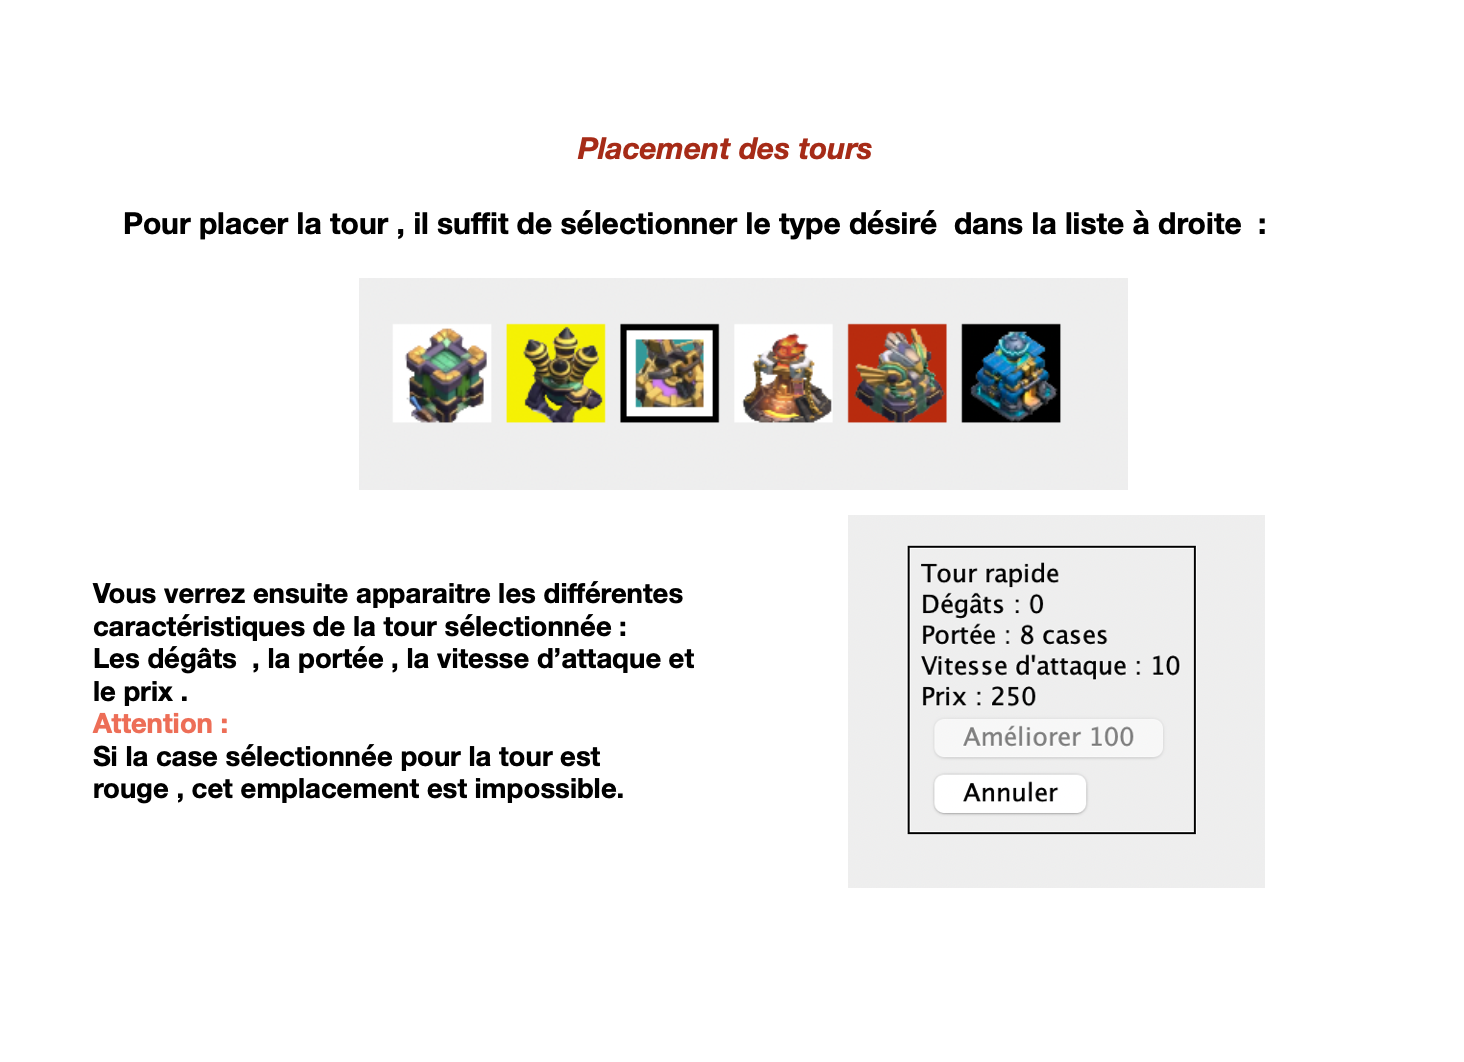 Placement des tours
Pour placer la tour , il suffit de sélectionner le type désiré  dans la liste à droite  :
Vous verrez ensuite apparaitre les différentes
caractéristiques de la tour sélectionnée :
Les dégâts  , la portée , la vitesse d’attaque et
le prix .
Attention :
Si la case sélectionnée pour la tour est
rouge , cet emplacement est impossible.
Tour rapide
Dégâts : 0
Portée : 8 cases
Vitesse d'attaque : 10
Prix : 250
Améliorer 100
Annuler